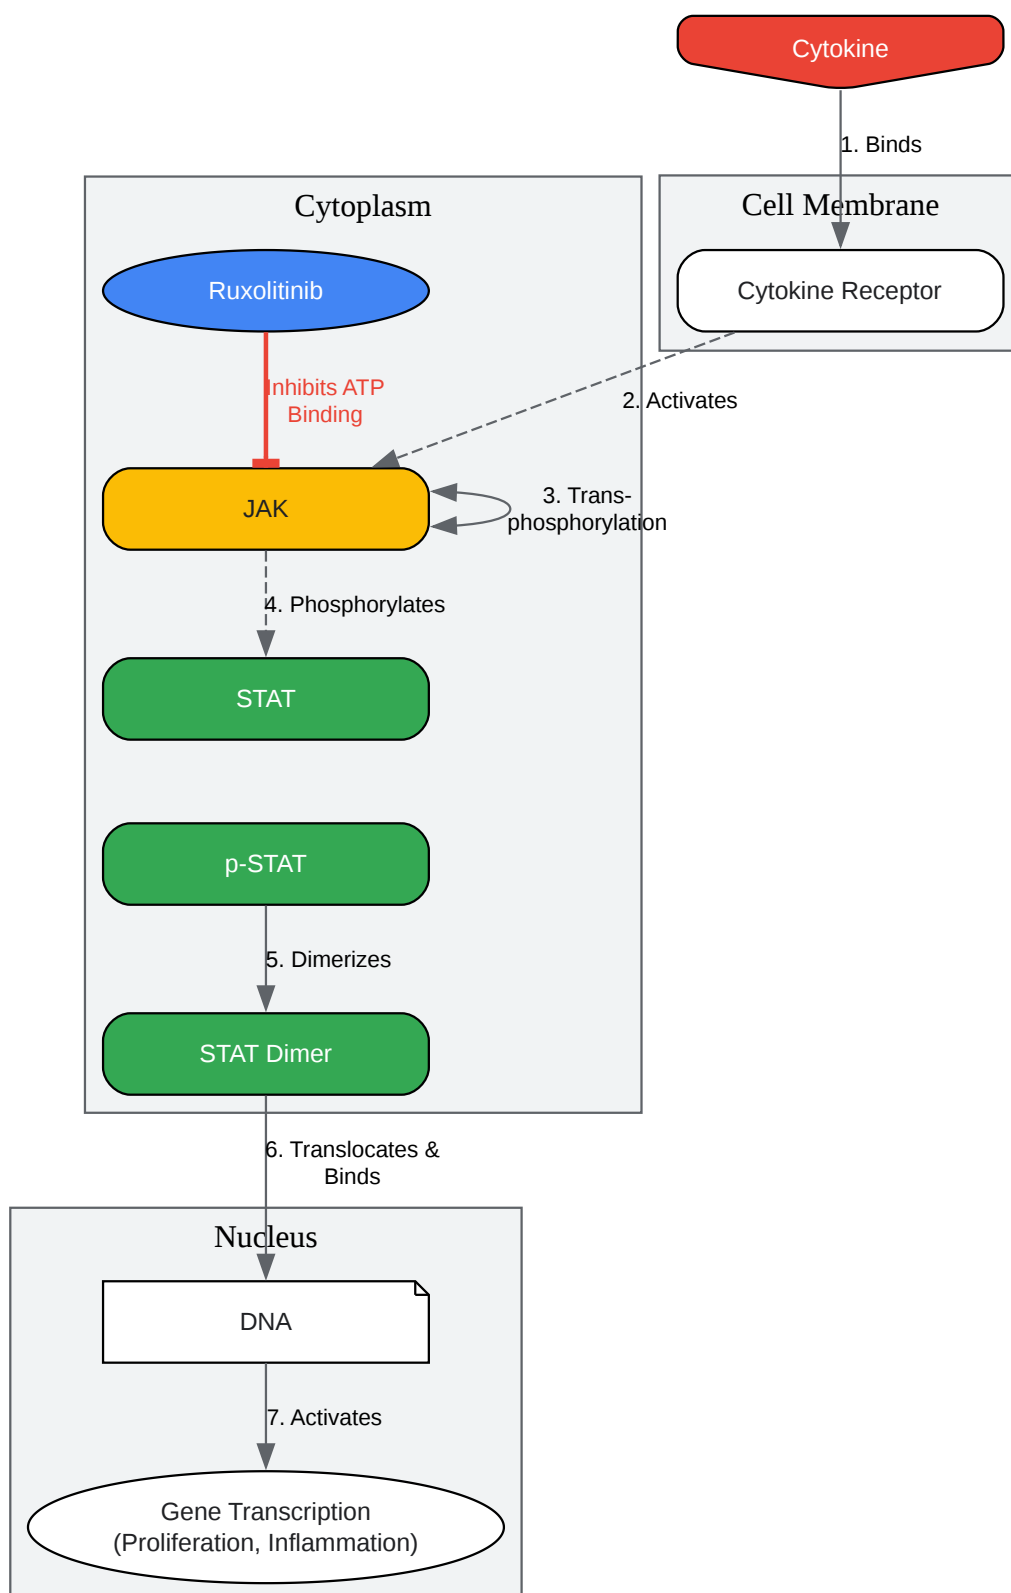 Cytokine
1. Binds
Cytoplasm
Cell Membrane
Ruxolitinib
Cytokine Receptor
Inhibits ATP
Binding
2. Activates
JAK
3. Trans-
phosphorylation
4. Phosphorylates
STAT
p-STAT
5. Dimerizes
STAT Dimer
6. Translocates &
Binds
Nucleus
DNA
7. Activates
Gene Transcription
(Proliferation, Inflammation)